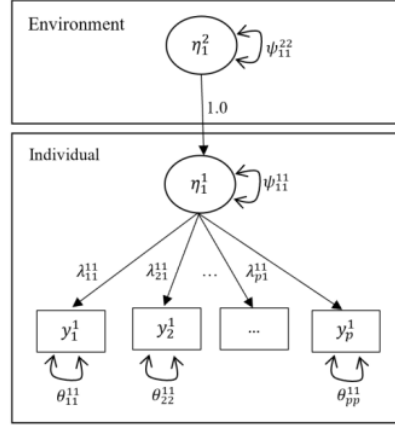 Environment
η₁² ψ₁₁²²
1.0
Individual
η₁¹ ψ₁₁¹¹
λ₁₁¹¹ λ₂₁¹¹ … λₚ₁¹¹
y₁¹ y₂¹ ... yₚ¹
θ₁₁¹¹ θ₂₂¹¹ θₚₚ¹¹